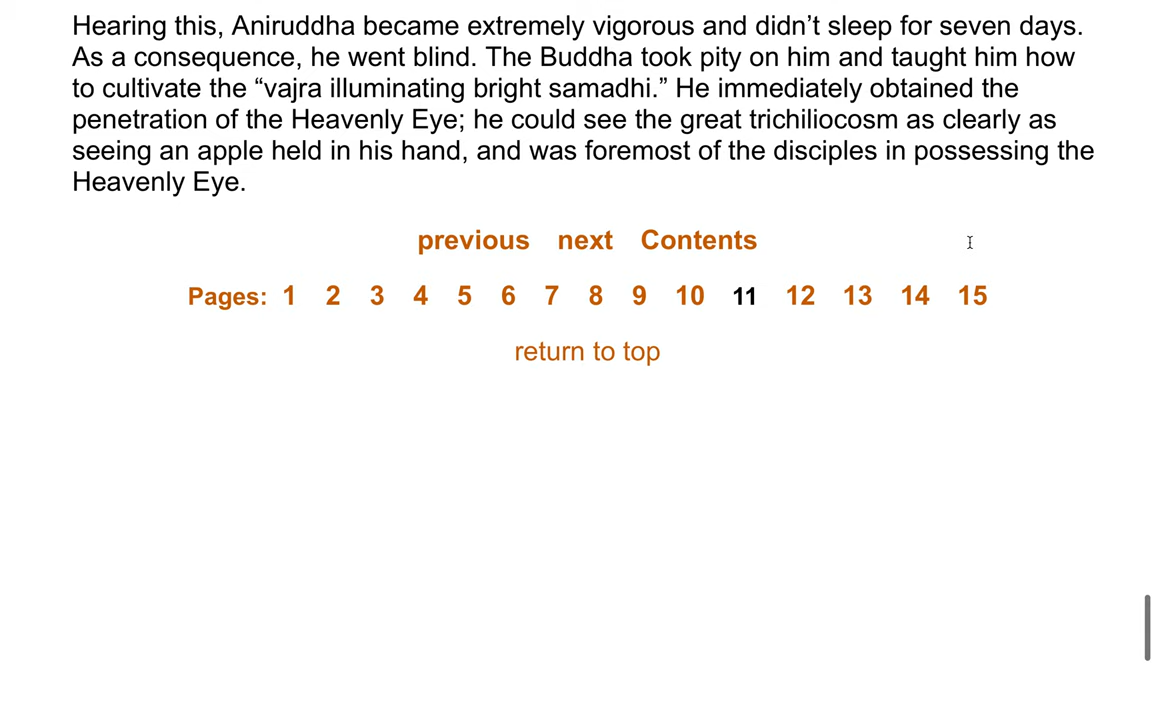 Hearing this, Aniruddha became extremely vigorous and didn’t sleep for seven days.
As a consequence, he went blind. The Buddha took pity on him and taught him how
to cultivate the “vajra illuminating bright samadhi.” He immediately obtained the
penetration of the Heavenly Eye; he could see the great trichiliocosm as clearly as
seeing an apple held in his hand, and was foremost of the disciples in possessing the
Heavenly Eye.
previous next Contents
Pages: 1 2 3 4 5 6 7 8 9 10 11 12 13 14 15
return to top